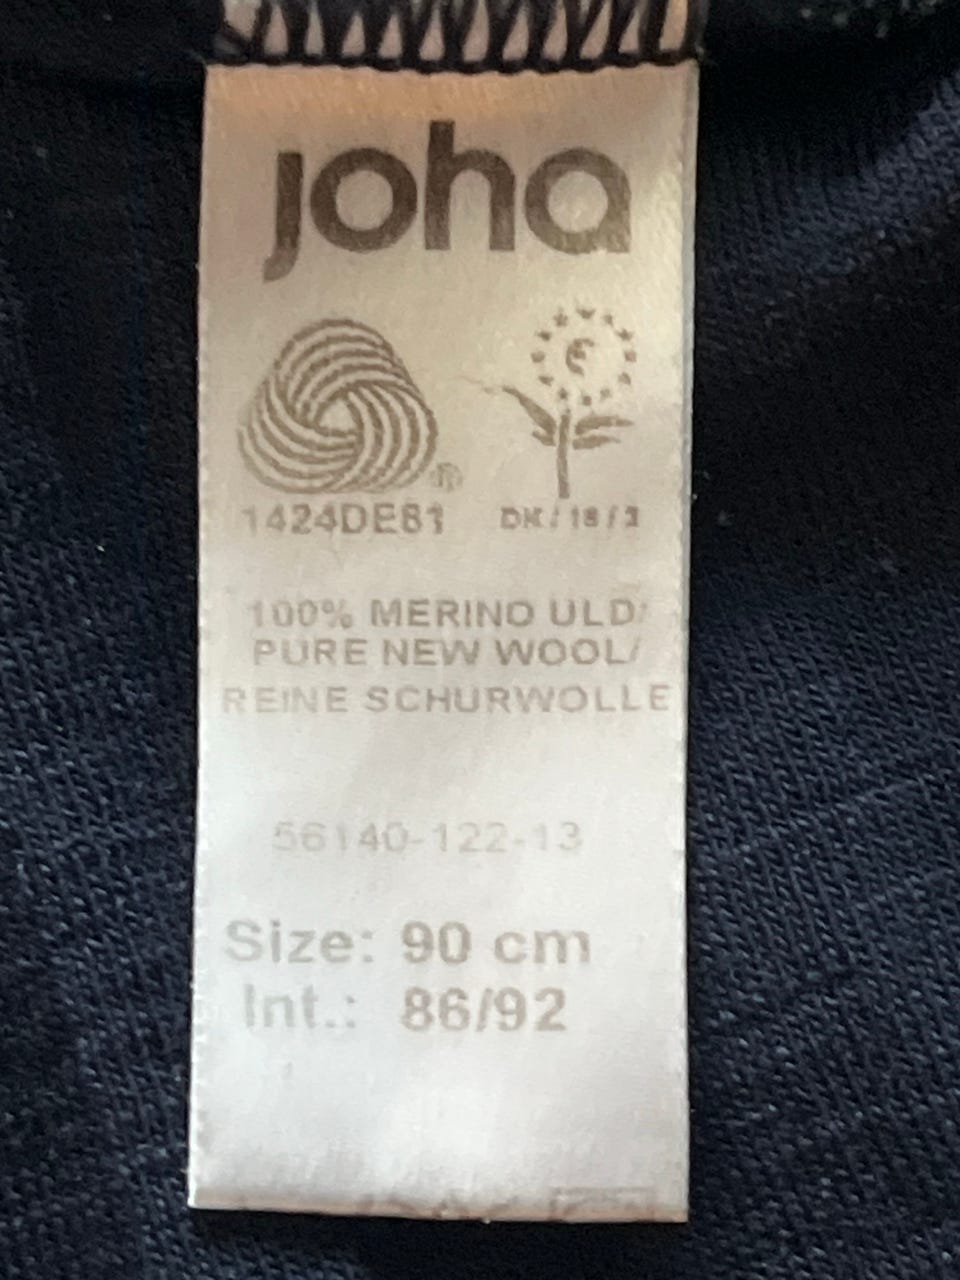 joha
1424DE81 DK/16/3
100% MERINO ULD/
PURE NEW WOOL/
REINE SCHURWOLLE
56140-122-13
Size: 90 cm
Int.: 86/92